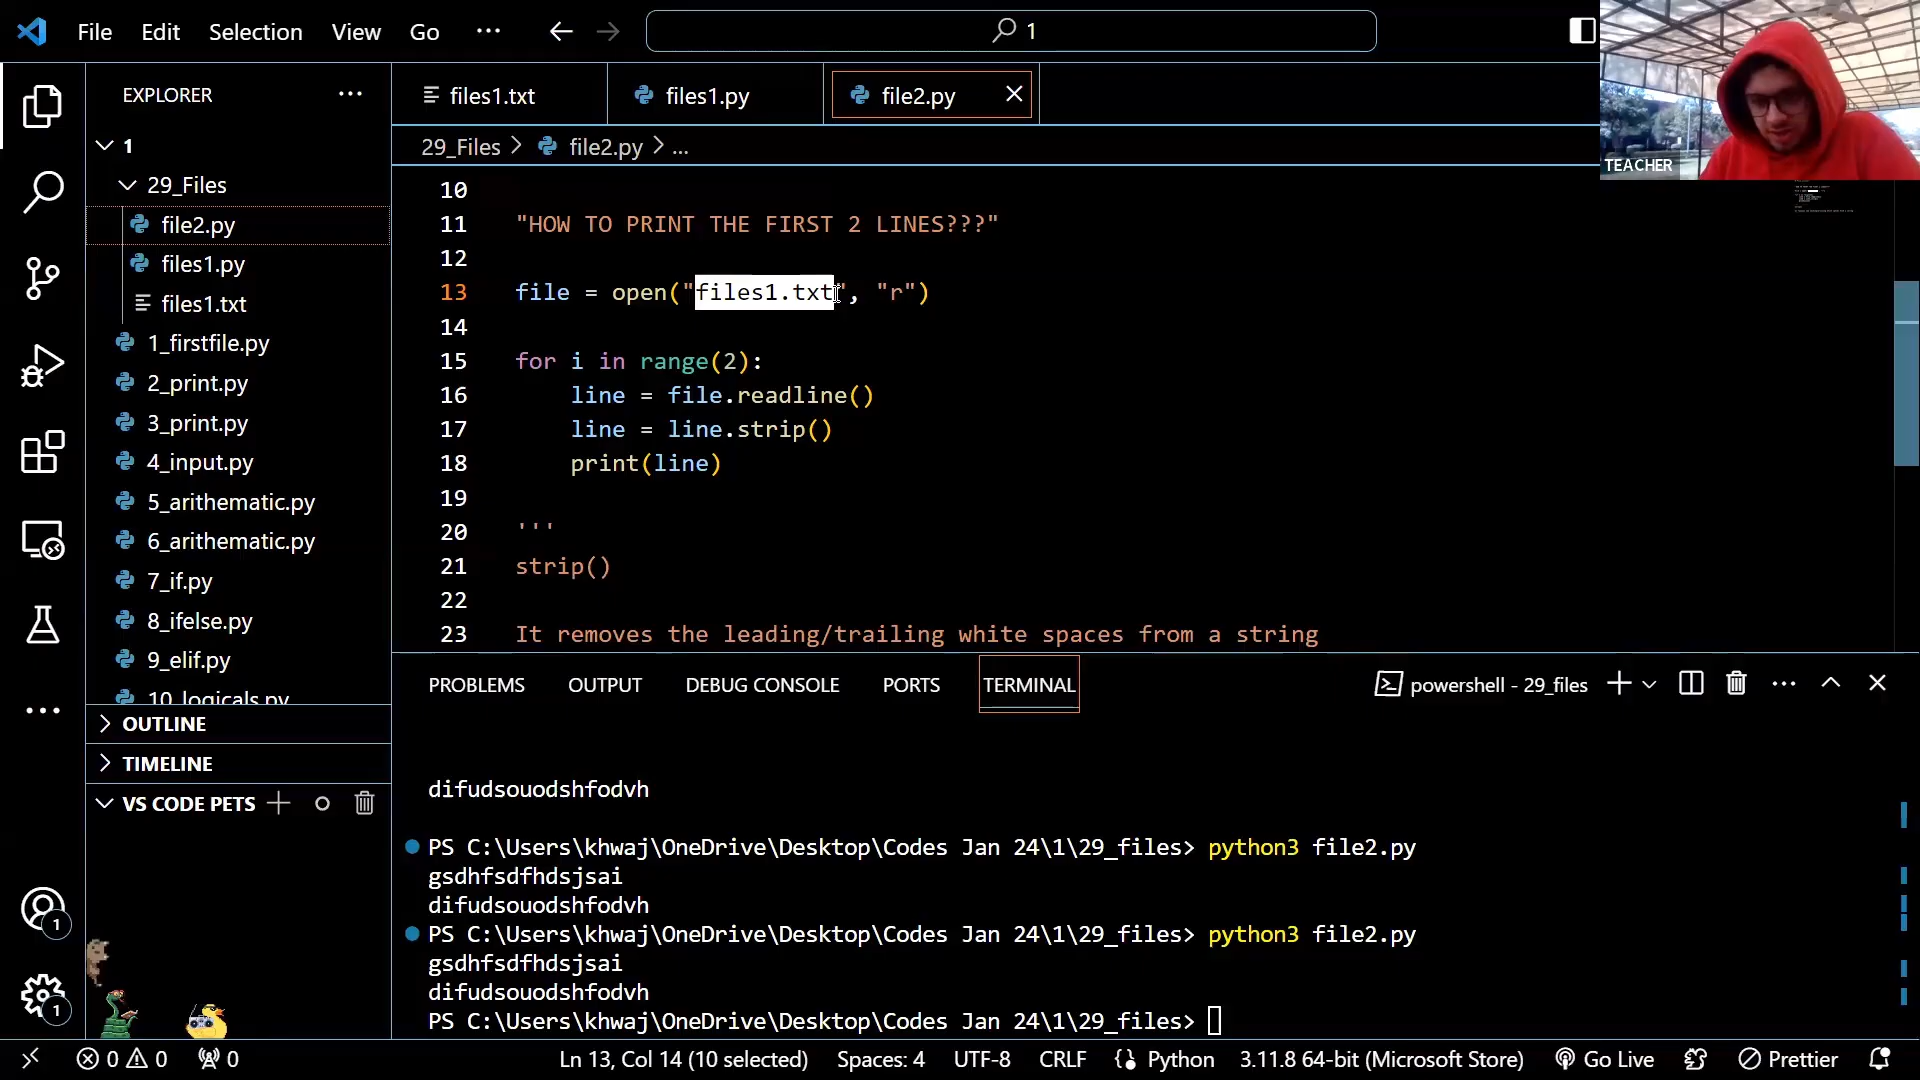 File Edit Selection View Go ··· 1
EXPLORER ···
1
29_Files
file2.py
files1.py
files1.txt
1_firstfile.py
2_print.py
3_print.py
4_input.py
5_arithematic.py
6_arithematic.py
7_if.py
8_ifelse.py
9_elif.py
10_logicals.py
OUTLINE
TIMELINE
VS CODE PETS
1
1
files1.txt files1.py file2.py
29_Files > file2.py > ...
TEACHER
10
11 "HOW TO PRINT THE FIRST 2 LINES???"
12
13 file = open("files1.txt", "r")
14
15 for i in range(2):
16 line = file.readline()
17 line = line.strip()
18 print(line)
19
20 '''
21 strip()
22
23 It removes the leading/trailing white spaces from a string
PROBLEMS OUTPUT DEBUG CONSOLE PORTS TERMINAL powershell - 29_files
difudsouodshfodvh
PS C:\Users\khwaj\OneDrive\Desktop\Codes Jan 24\1\29_files> python3 file2.py
gsdhfsdfhdsjsai
difudsouodshfodvh
PS C:\Users\khwaj\OneDrive\Desktop\Codes Jan 24\1\29_files> python3 file2.py
gsdhfsdfhdsjsai
difudsouodshfodvh
PS C:\Users\khwaj\OneDrive\Desktop\Codes Jan 24\1\29_files>
0 0 0 Ln 13, Col 14 (10 selected) Spaces: 4 UTF-8 CRLF Python 3.11.8 64-bit (Microsoft Store) Go Live Prettier